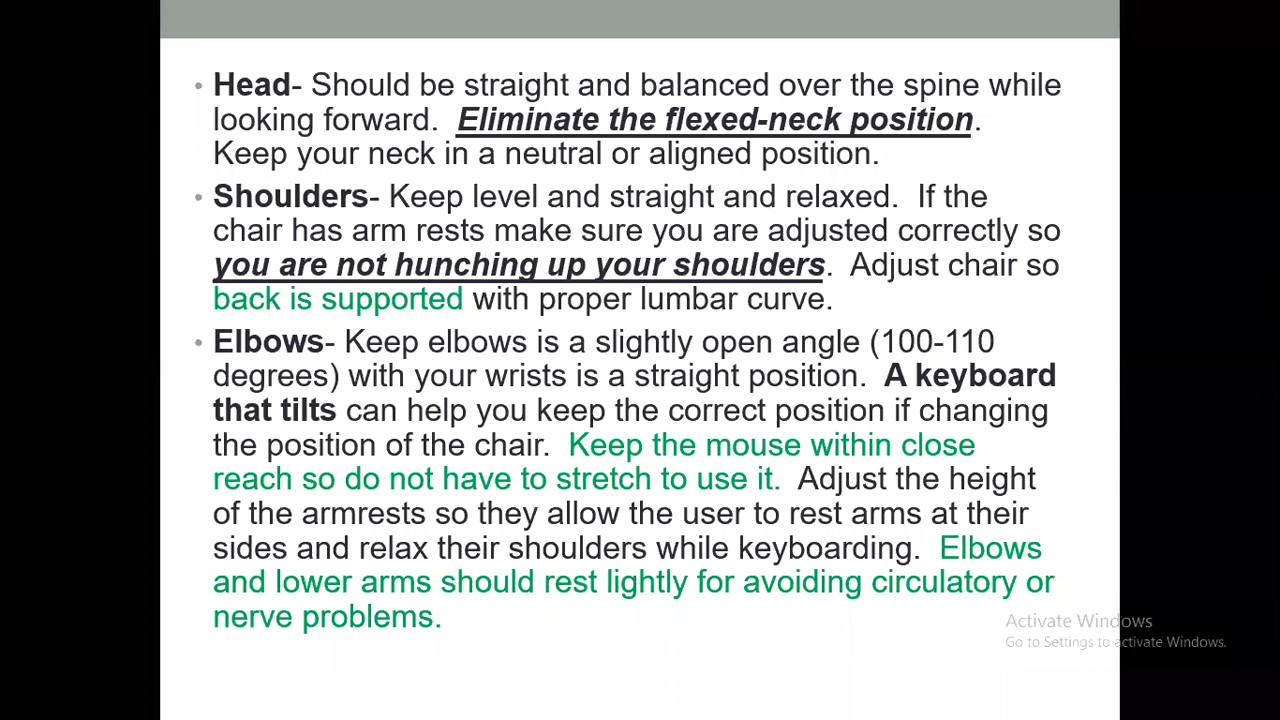 • Head- Should be straight and balanced over the spine while
looking forward.  Eliminate the flexed-neck position.
Keep your neck in a neutral or aligned position.
• Shoulders- Keep level and straight and relaxed.  If the
chair has arm rests make sure you are adjusted correctly so
you are not hunching up your shoulders.  Adjust chair so
back is supported with proper lumbar curve.
• Elbows- Keep elbows is a slightly open angle (100-110
degrees) with your wrists is a straight position.  A keyboard
that tilts can help you keep the correct position if changing
the position of the chair.  Keep the mouse within close
reach so do not have to stretch to use it.  Adjust the height
of the armrests so they allow the user to rest arms at their
sides and relax their shoulders while keyboarding.  Elbows
and lower arms should rest lightly for avoiding circulatory or
nerve problems.
Activate Windows
Go to Settings to activate Windows.